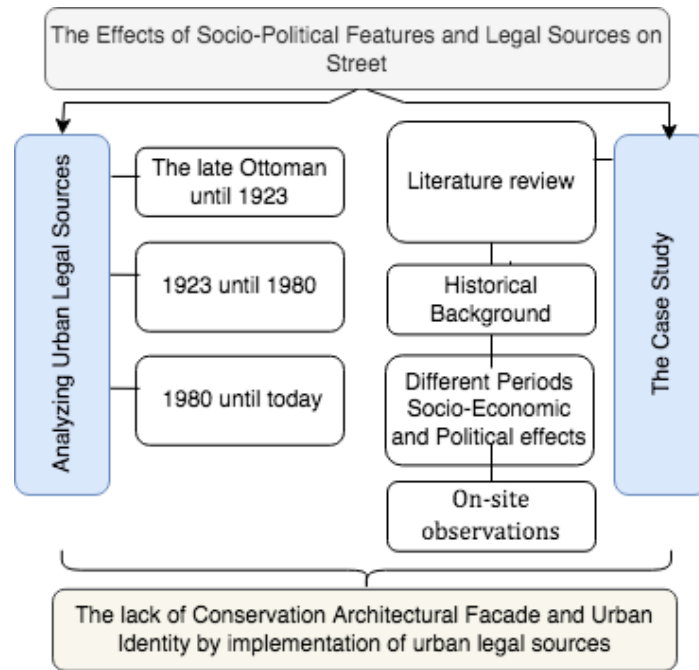 The Effects of Socio-Political Features and Legal Sources on
Street
Analyzing Urban Legal Sources
The late Ottoman
until 1923
1923 until 1980
1980 until today
Literature review
Historical
Background
Different Periods
Socio-Economic
and Political effects
On-site
observations
The Case Study
The lack of Conservation Architectural Facade and Urban
Identity by implementation of urban legal sources